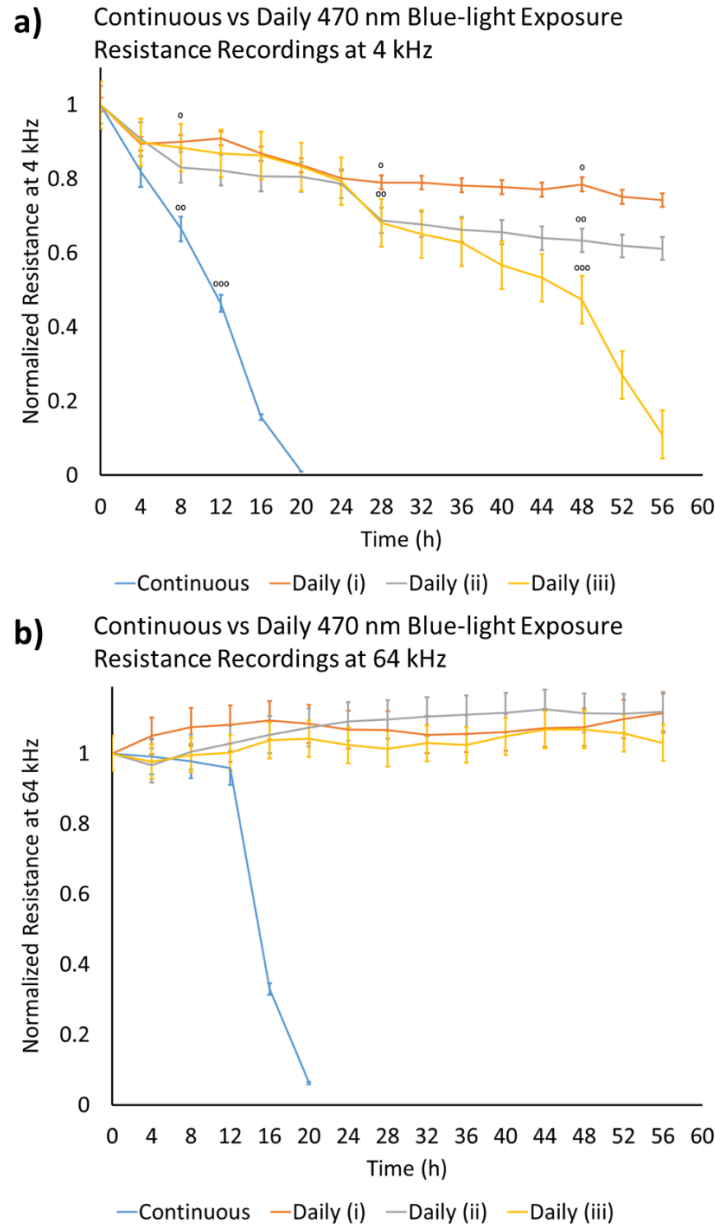 a)
Continuous vs Daily 470 nm Blue-light Exposure
Resistance Recordings at 4 kHz
Normalized Resistance at 4 kHz
1
0.8
0.6
0.4
0.2
0
o
oo
ooo
o
oo
o
oo
ooo
0 4 8 12 16 20 24 28 32 36 40 44 48 52 56 60
Time (h)
Continuous Daily (i) Daily (ii) Daily (iii)
b)
Continuous vs Daily 470 nm Blue-light Exposure
Resistance Recordings at 64 kHz
Normalized Resistance at 64 kHz
1
0.8
0.6
0.4
0.2
0
0 4 8 12 16 20 24 28 32 36 40 44 48 52 56 60
Time (h)
Continuous Daily (i) Daily (ii) Daily (iii)